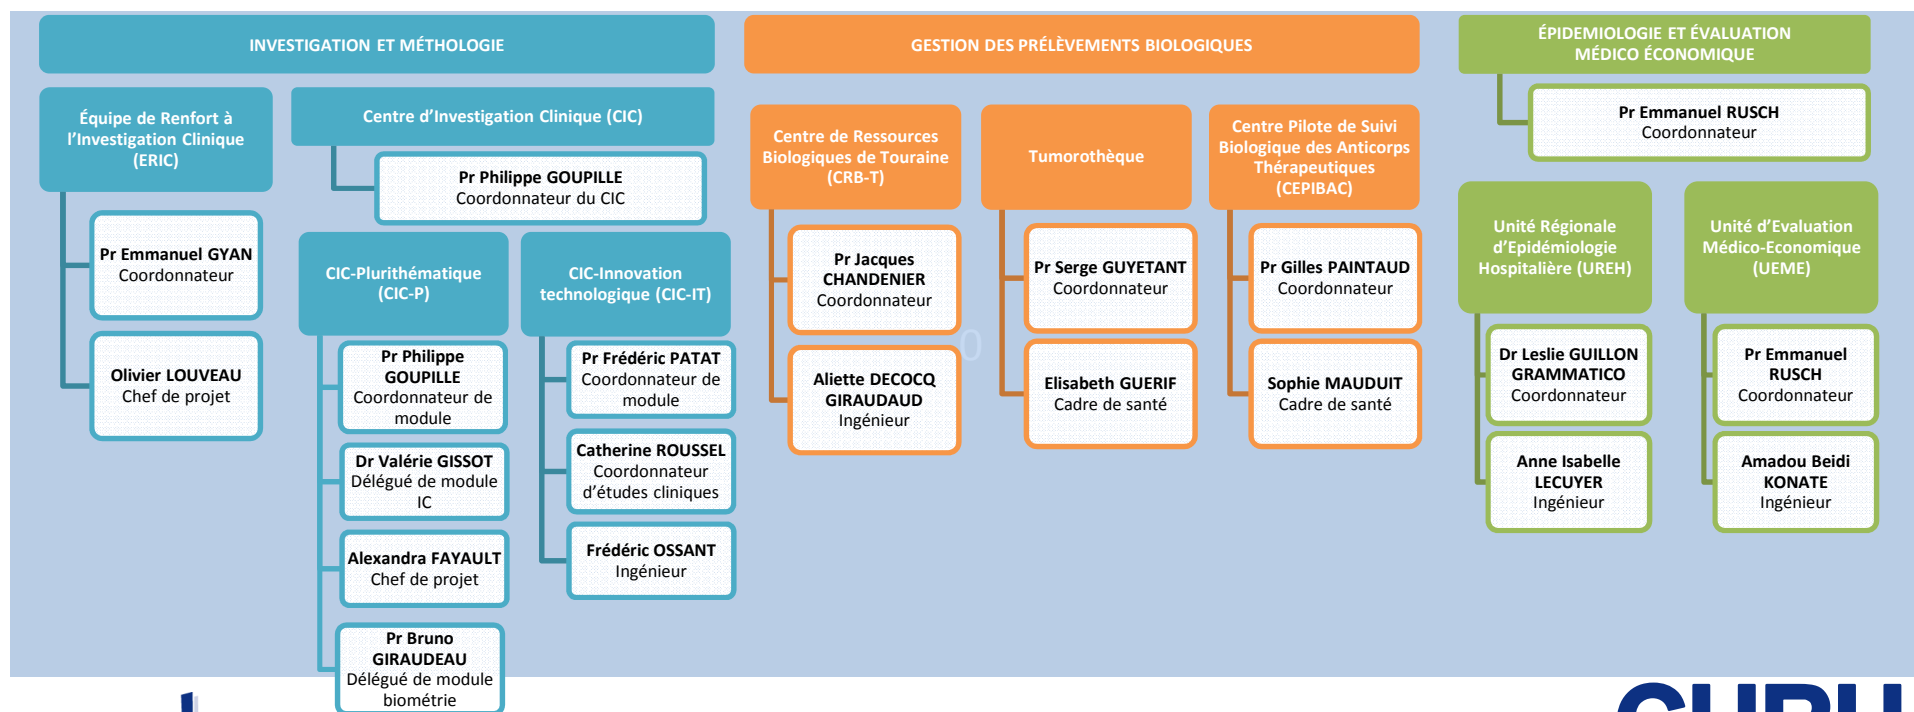 INVESTIGATION ET MÉTHOLOGIE
Équipe de Renfort à
l'Investigation Clinique
(ERIC)
Pr Emmanuel GYAN
Coordonnateur
Olivier LOUVEAU
Chef de projet
Centre d'Investigation Clinique (CIC)
Pr Philippe GOUPILLE
Coordonnateur du CIC
CIC-Plurithématique
(CIC-P)
Pr Philippe
GOUPILLE
Coordonnateur de
module
Dr Valérie GISSOT
Délégué de module
IC
Alexandra FAYAULT
Chef de projet
Pr Bruno
GIRAUDEAU
Délégué de module
biométrie
CIC-Innovation
technologique (CIC-IT)
Pr Frédéric PATAT
Coordonnateur de
module
Catherine ROUSSEL
Coordonnateur
d'études cliniques
Frédéric OSSANT
Ingénieur
GESTION DES PRÉLÈVEMENTS BIOLOGIQUES
Centre de Ressources
Biologiques de Touraine
(CRB-T)
Pr Jacques
CHANDENIER
Coordonnateur
Aliette DECOCQ
GIRAUDAUD
Ingénieur
Tumorothèque
Pr Serge GUYETANT
Coordonnateur
Elisabeth GUERIF
Cadre de santé
Centre Pilote de Suivi
Biologique des Anticorps
Thérapeutiques
(CEPIBAC)
Pr Gilles PAINTAUD
Coordonnateur
Sophie MAUDUIT
Cadre de santé
0
ÉPIDEMIOLOGIE ET ÉVALUATION
MÉDICO ÉCONOMIQUE
Pr Emmanuel RUSCH
Coordonnateur
Unité Régionale
d'Epidémiologie
Hospitalière (UREH)
Dr Leslie GUILLON
GRAMMATICO
Coordonnateur
Anne Isabelle
LECUYER
Ingénieur
Unité d'Evaluation
Médico-Economique
(UEME)
Pr Emmanuel
RUSCH
Coordonnateur
Amadou Beidi
KONATE
Ingénieur